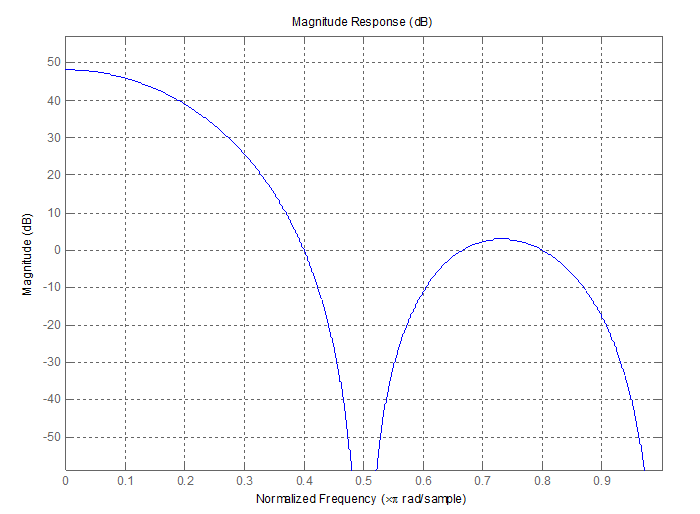 Magnitude Response (dB)
Magnitude (dB)
50
40
30
20
10
0
-10
-20
-30
-40
-50
0 0.1 0.2 0.3 0.4 0.5 0.6 0.7 0.8 0.9
Normalized Frequency (×π rad/sample)